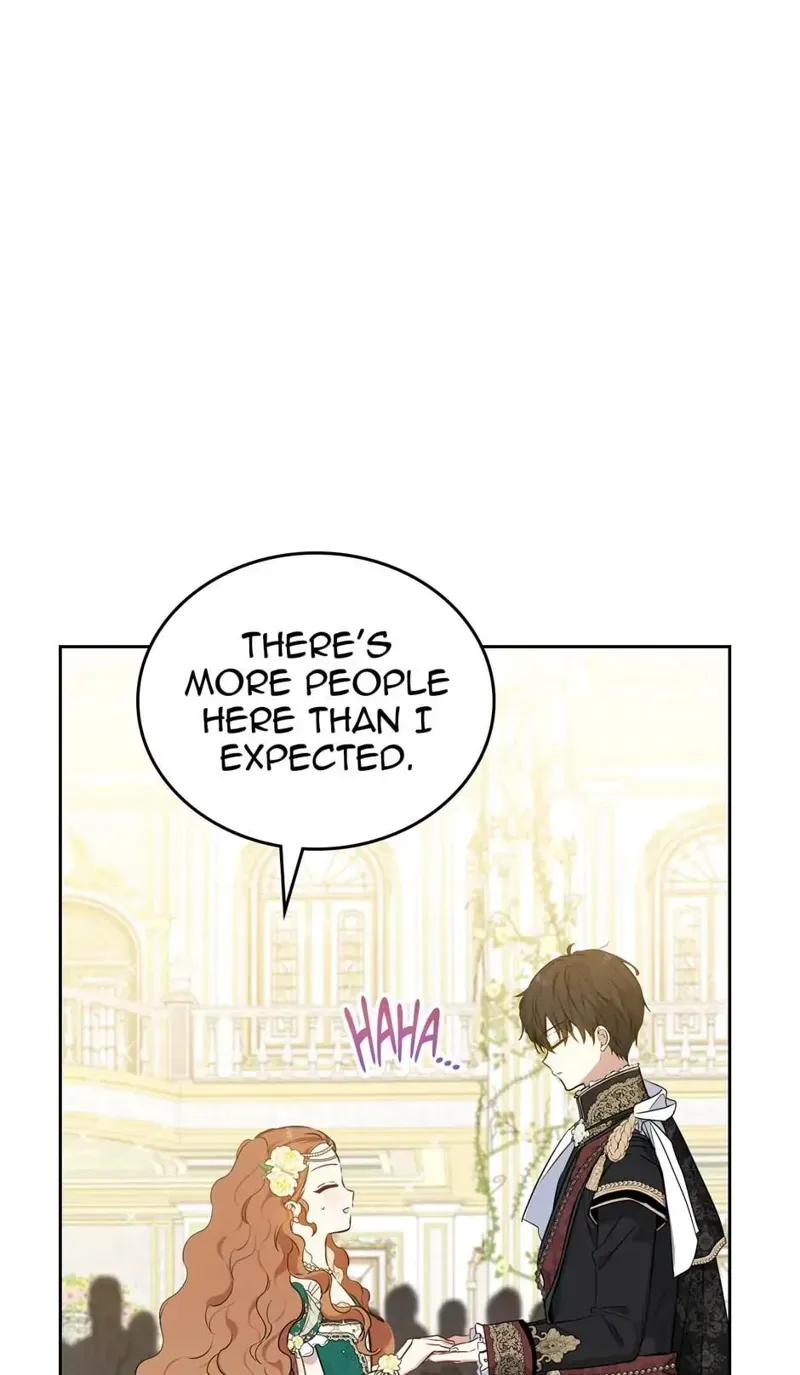 THERE'S
MORE PEOPLE
HERE THAN I
EXPECTED.
HAHA...